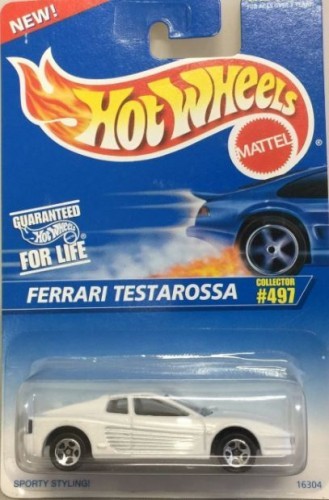 NEW!
HOT WHEELS
MATTEL
GUARANTEED
Hot Wheels
FOR LIFE
FERRARI TESTAROSSA
COLLECTOR
#497
SPORTY STYLING!
16304